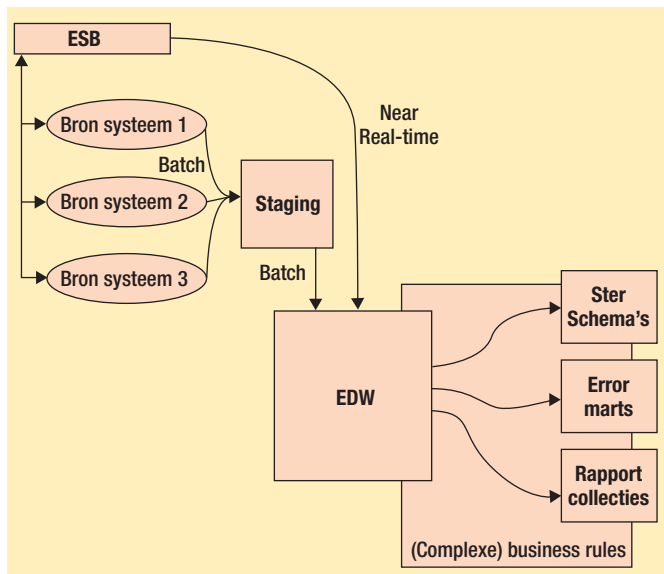 ESB
Near
Real-time
Bron systeem 1
Batch
Bron systeem 2
Staging
Bron systeem 3
Batch
Ster
Schema's
EDW
Error
marts
Rapport
collecties
(Complexe) business rules